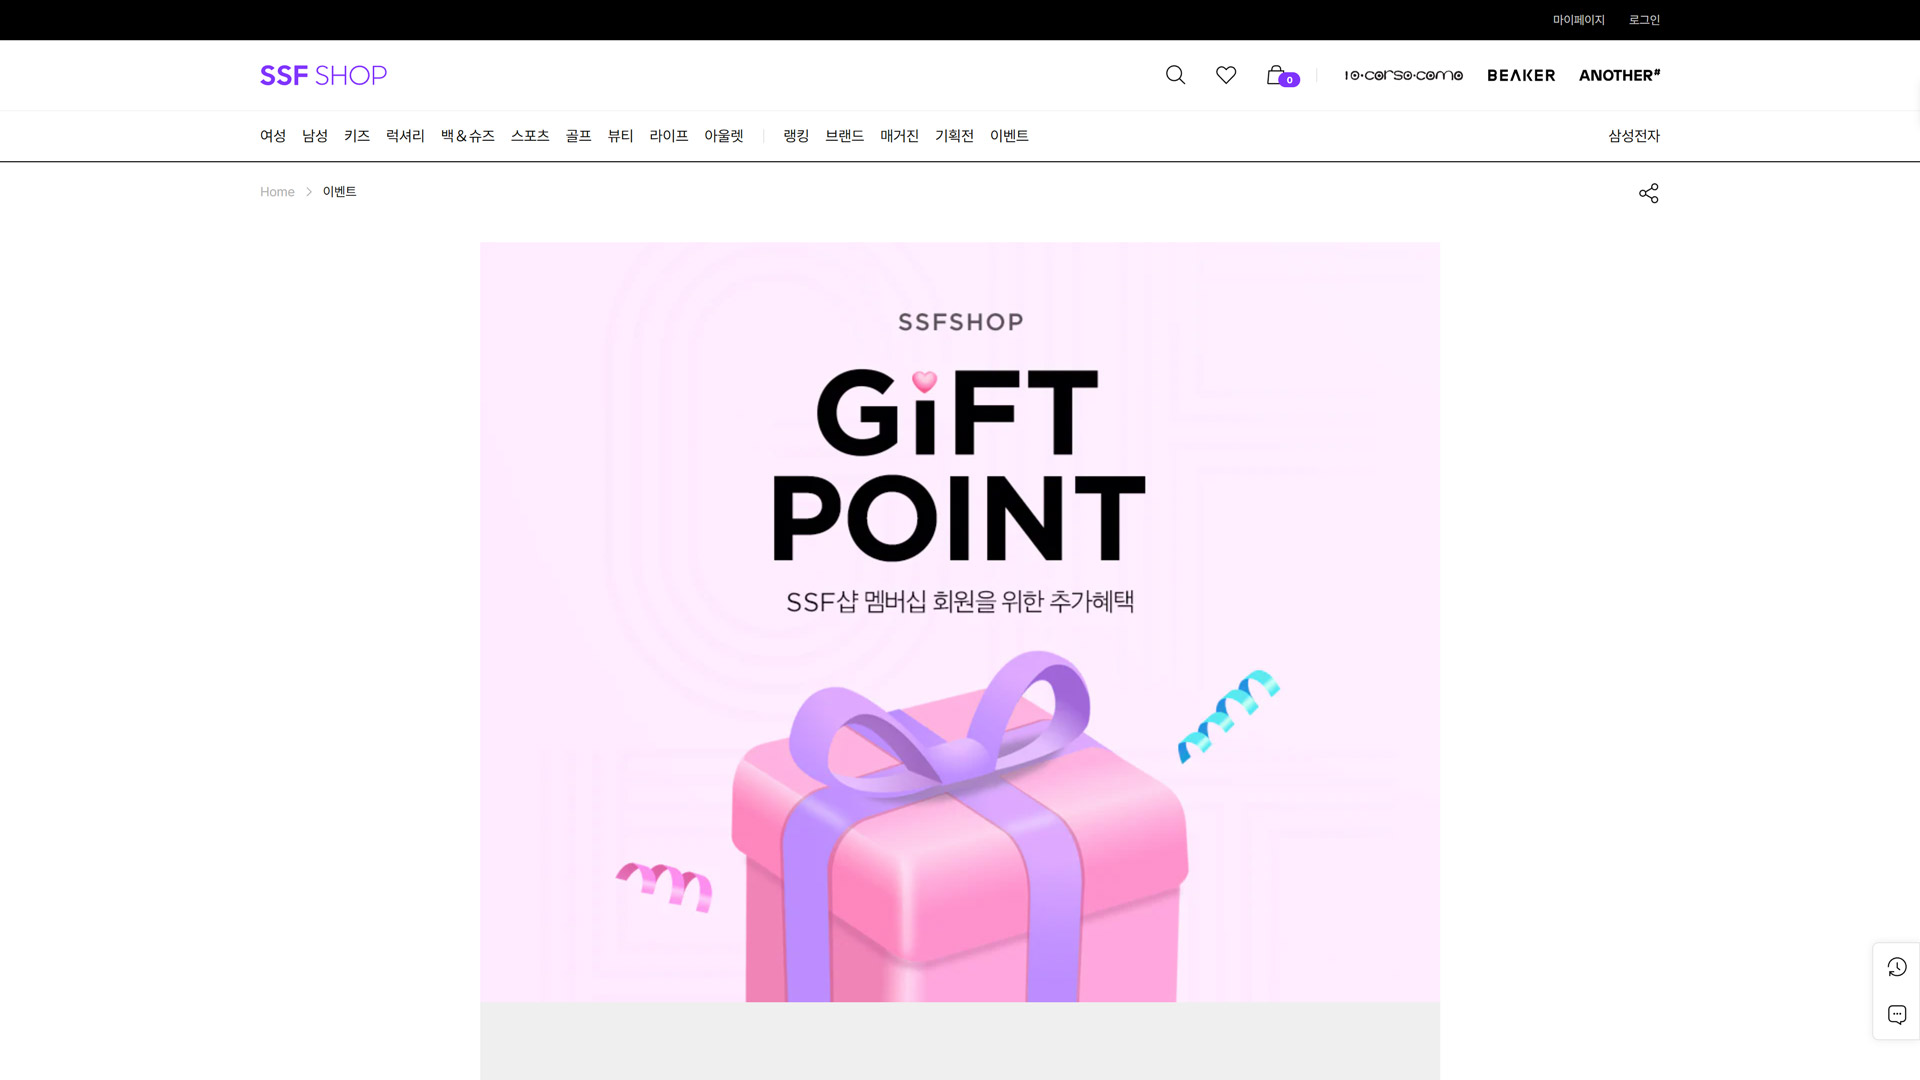 마이페이지 로그인
SSF SHOP
0
10·corso·como BEAKER ANOTHER#
여성 남성 키즈 럭셔리 백&슈즈 스포츠 골프 뷰티 라이프 아울렛 랭킹 브랜드 매거진 기획전 이벤트 삼성전자
Home > 이벤트
SSFSHOP
GiFT
POINT
SSF샵 멤버십 회원을 위한 추가혜택